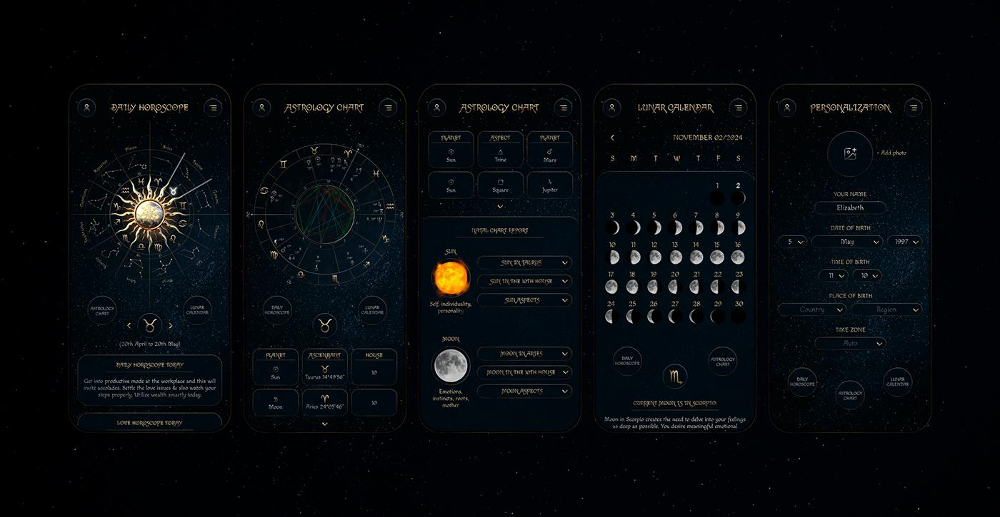 DAILY HOROSCOPE
Pisces
Aries
Taurus
Aquarius
Gemini
Cancer
Scorpio
ASTROLOGY
CHART
LUNAR
CALENDAR
(20th April to 20th May)
DAILY HOROSCOPE TODAY
Get into productive mode at the workplace and this will
invite accolades. Settle the love issues & also watch your
steps properly. Utilize wealth smartly today.
LOVE HOROSCOPE TODAY
ASTROLOGY CHART
DAILY
HOROSCOPE
LUNAR
CALENDAR
PLANET ASCENDANT HOUSE
Sun Taurus 14°49'56" 10
Moon Aries 24°05'46" 10
ASTROLOGY CHART
PLANET ASPECT PLANET
Sun Trine Mars
Sun Square Jupiter
NATAL CHART REPORT
SUN
SUN IN TAURUS
SUN IN THE 10TH HOUSE
SUN ASPECTS
Self, individuality,
personality
MOON
MOON IN ARIES
MOON IN THE 10TH HOUSE
MOON ASPECTS
Emotions,
instincts, roots,
mother
LUNAR CALENDAR
NOVEMBER 02/2024
S M T W T F S
1 2
3 4 5 6 7 8 9
10 11 12 13 14 15 16
17 18 19 20 21 22 23
24 25 26 27 28 29 30
DAILY
HOROSCOPE
ASTROLOGY
CHART
CURRENT MOON IS IN SCORPIO
Moon in Scorpio creates the need to delve into your feelings
as deep as possible. You desire meaningful emotional
PERSONALIZATION
+ Add photo
YOUR NAME
Elizabeth
DATE OF BIRTH
5 May 1997
TIME OF BIRTH
11 10
PLACE OF BIRTH
Country Region
TIME ZONE
Auto
DAILY
HOROSCOPE
LUNAR
CALENDAR
ASTROLOGY
CHART